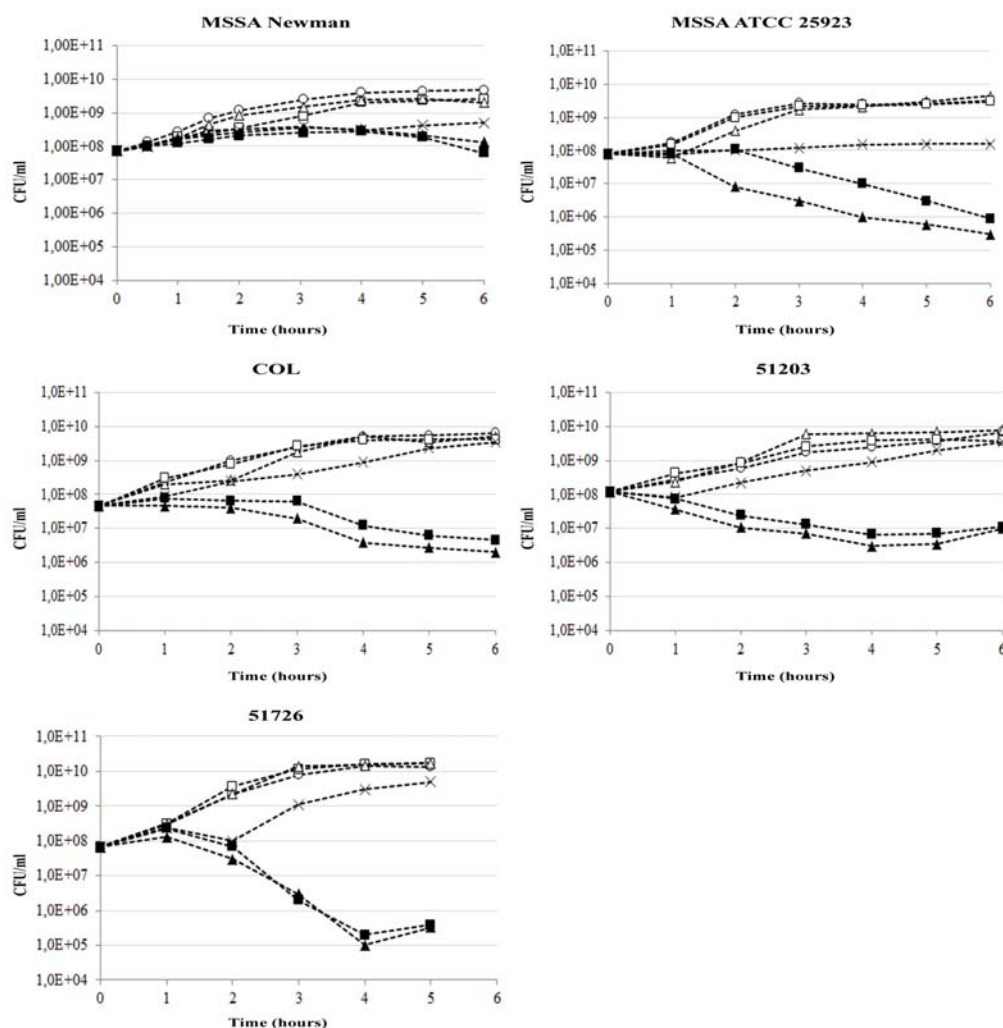 MSSA Newman
1,00E+11
1,00E+10
1,00E+09
1,00E+08
1,00E+07
1,00E+06
1,00E+05
1,00E+04
CFU/ml
0 1 2 3 4 5 6
Time (hours)
MSSA ATCC 25923
1,00E+11
1,00E+10
1,00E+09
1,00E+08
1,00E+07
1,00E+06
1,00E+05
1,00E+04
CFU/ml
0 1 2 3 4 5 6
Time (hours)
COL
1,0E+11
1,0E+10
1,0E+09
1,0E+08
1,0E+07
1,0E+06
1,0E+05
1,0E+04
CFU/ml
0 1 2 3 4 5 6
Time (hours)
51203
1,0E+11
1,0E+10
1,0E+09
1,0E+08
1,0E+07
1,0E+06
1,0E+05
1,0E+04
CFU/ml
0 1 2 3 4 5 6
Time (hours)
51726
1,0E+11
1,0E+10
1,0E+09
1,0E+08
1,0E+07
1,0E+06
1,0E+05
1,0E+04
CFU/ml
0 1 2 3 4 5 6
Time (hours)